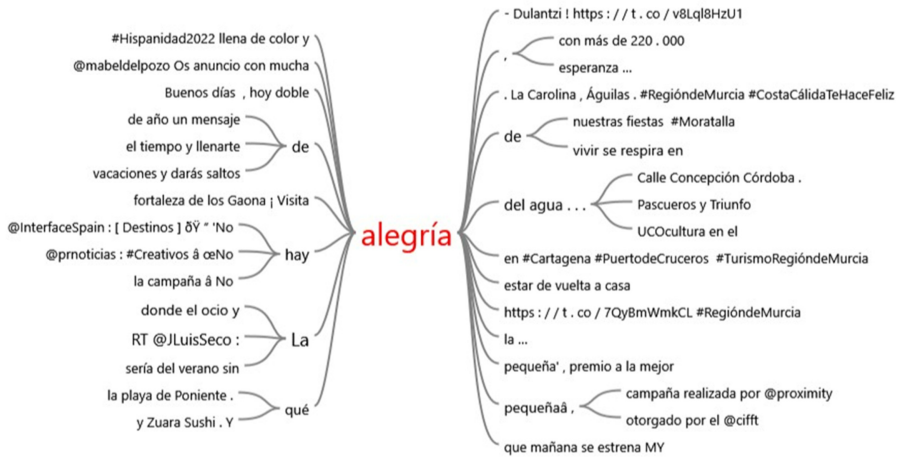 #Hispanidad2022 llena de color y
@mabeldelpozo Os anuncio con mucha
Buenos días , hoy doble
de año un mensaje
el tiempo y llenarte
vacaciones y darás saltos
de
fortaleza de los Gaona ¡ Visita
@InterfaceSpain : [ Destinos ] ðŸ “ 'No
@prnoticias : #Creativos â œNo
la campaña â No
hay
donde el ocio y
RT @JLuisSeco :
sería del verano sin
La
la playa de Poniente .
y Zuara Sushi . Y
qué
alegría
- Dulantzi ! https : / / t . co / v8Lql8HzU1
,
con más de 220 . 000
esperanza ...
. La Carolina , Águilas . #RegióndeMurcia #CostaCálidaTeHaceFeliz
de
nuestras fiestas #Moratalla
vivir se respira en
del agua . . .
Calle Concepción Córdoba .
Pascueros y Triunfo
UCOcultura en el
en #Cartagena #PuertodeCruceros #TurismoRegióndeMurcia
estar de vuelta a casa
https : / / t . co / 7QyBmWmkCL #RegióndeMurcia
la ...
pequeña' , premio a la mejor
pequeñaâ ,
campaña realizada por @proximity
otorgado por el @cifft
que mañana se estrena MY